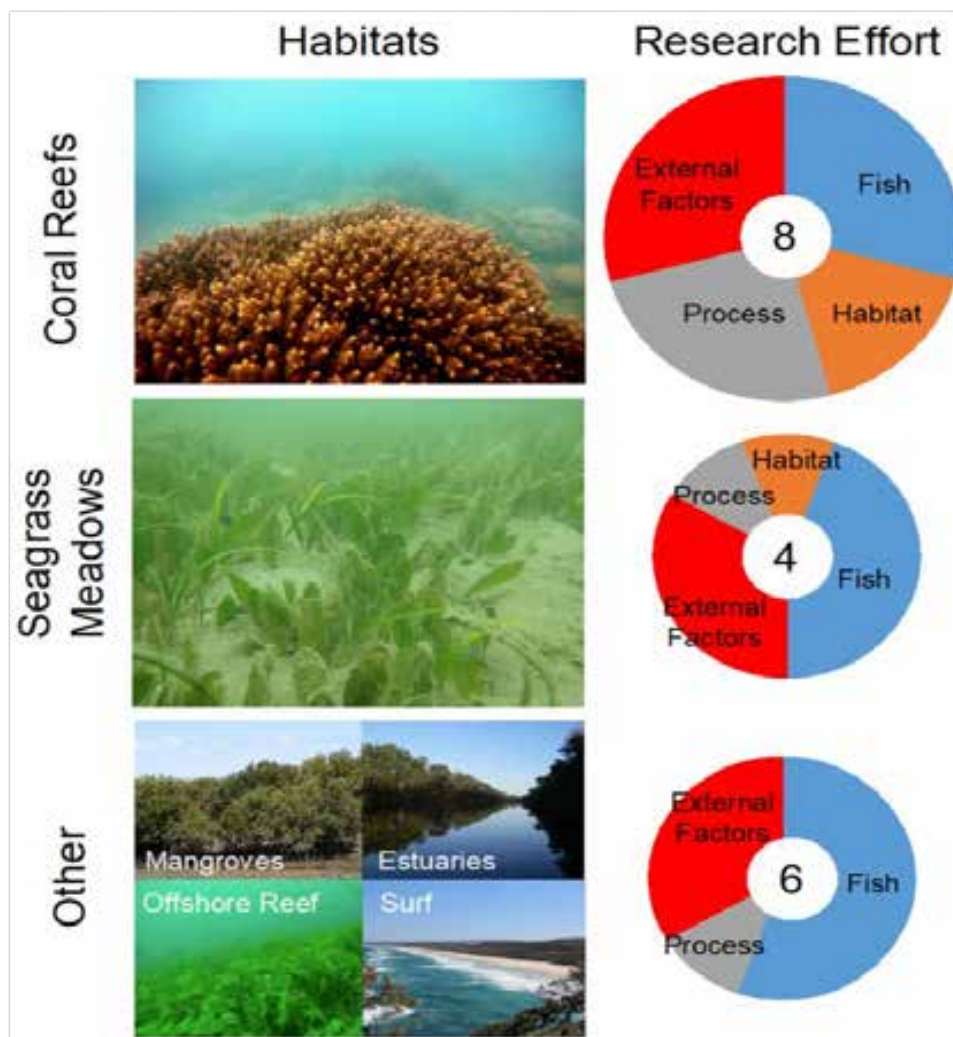 Habitats
Research Effort
Coral Reefs
External
Factors
Fish
8
Process
Habitat
Seagrass
Meadows
Habitat
Process
4
Fish
External
Factors
Other
Mangroves
Estuaries
Offshore Reef
Surf
External
Factors
6
Fish
Process